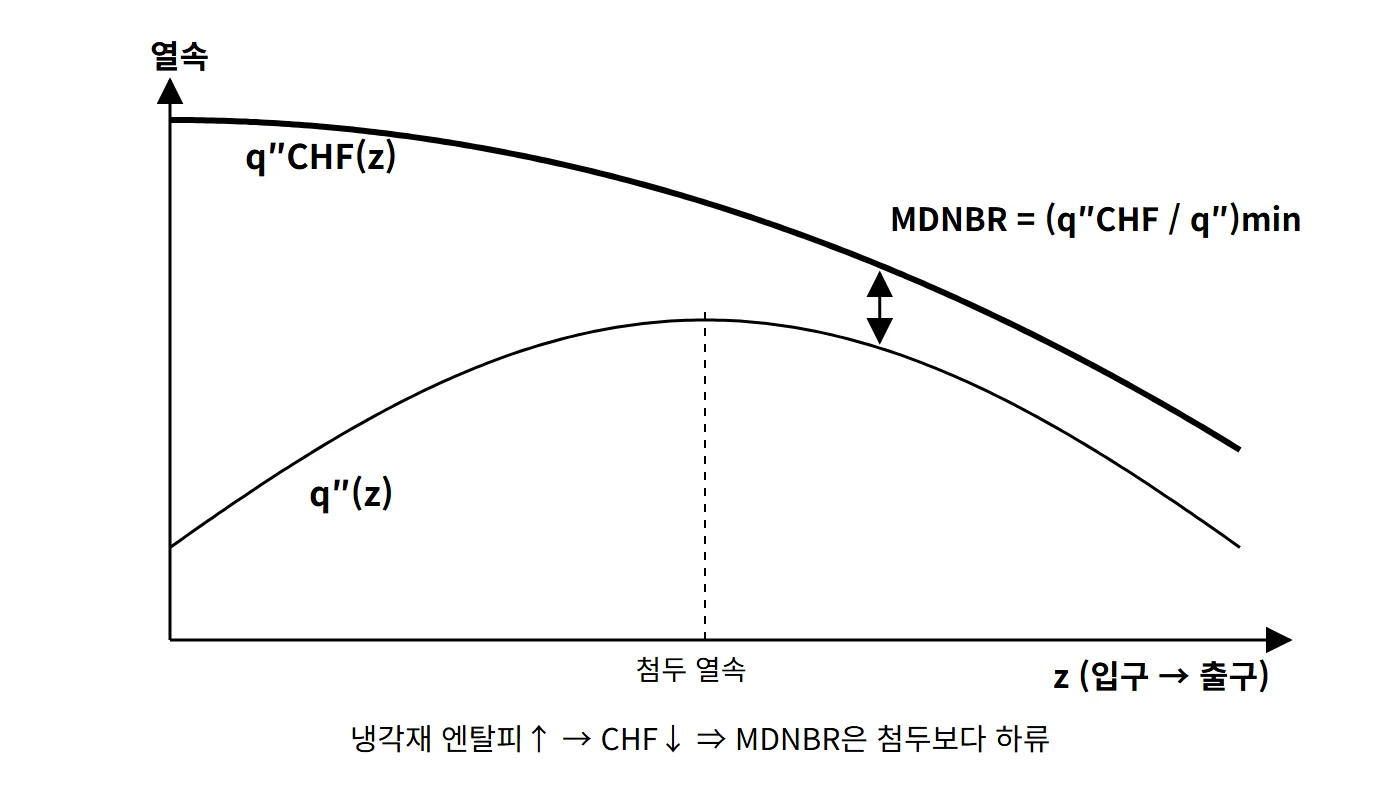 열속
q″CHF(z)
MDNBR = (q″CHF / q″)min
q″(z)
첨두 열속
z (입구 → 출구)
냉각재 엔탈피↑ → CHF↓ ⇒ MDNBR은 첨두보다 하류